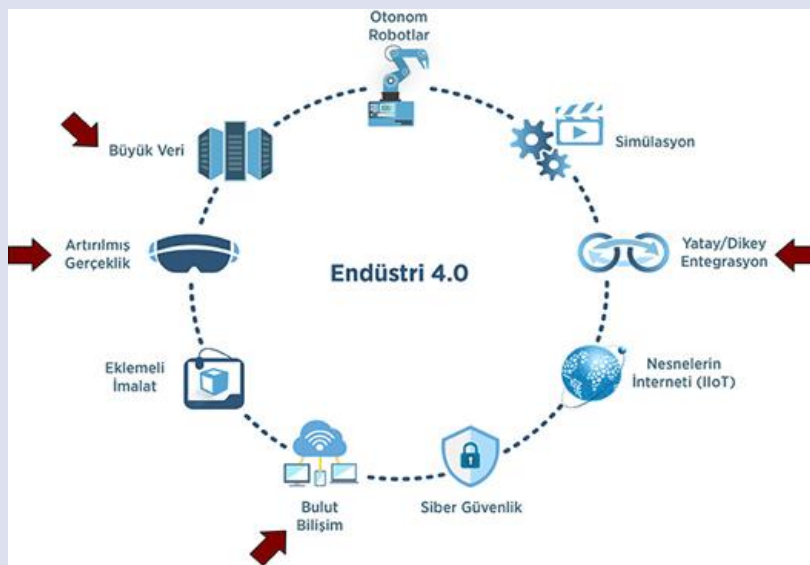 Otonom
Robotlar
Simülasyon
Yatay/Dikey
Entegrasyon
Nesnelerin
İnterneti (IIoT)
Siber Güvenlik
Bulut
Bilişim
Eklemeli
İmalat
Artırılmış
Gerçeklik
Büyük Veri
Endüstri 4.0